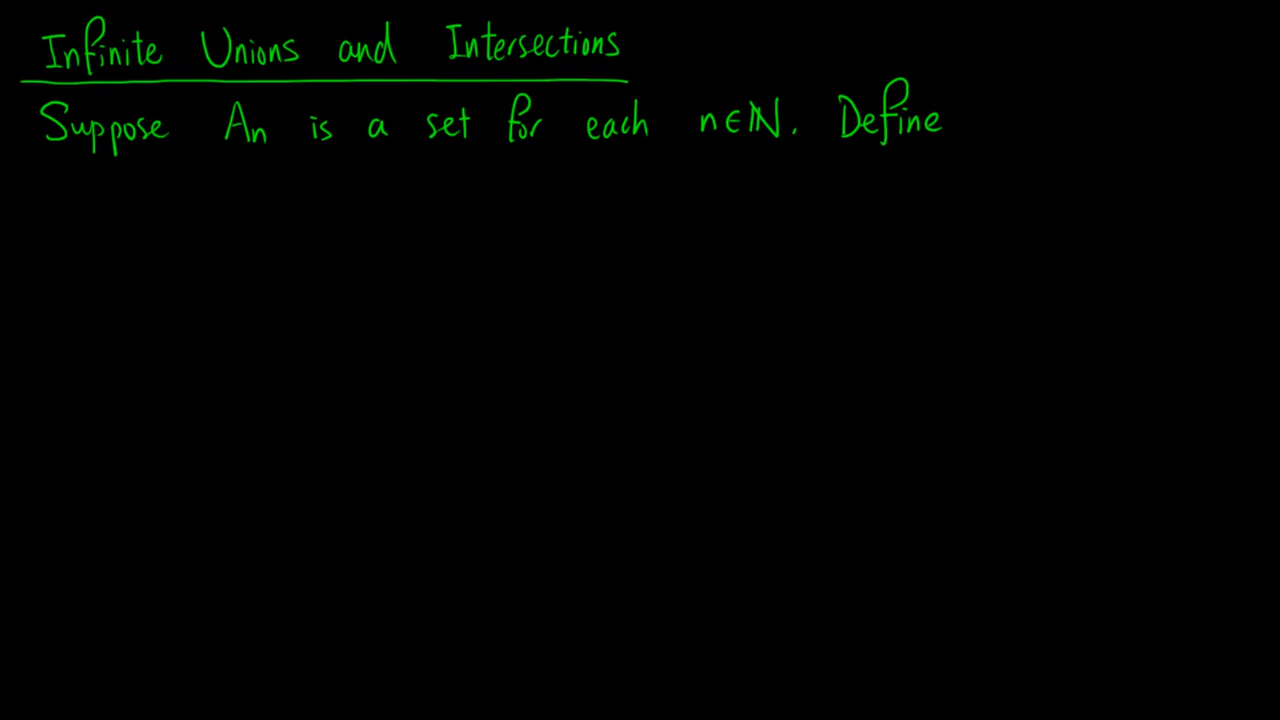 Infinite Unions and Intersections
Suppose An is a set for each n∈ℕ. Define